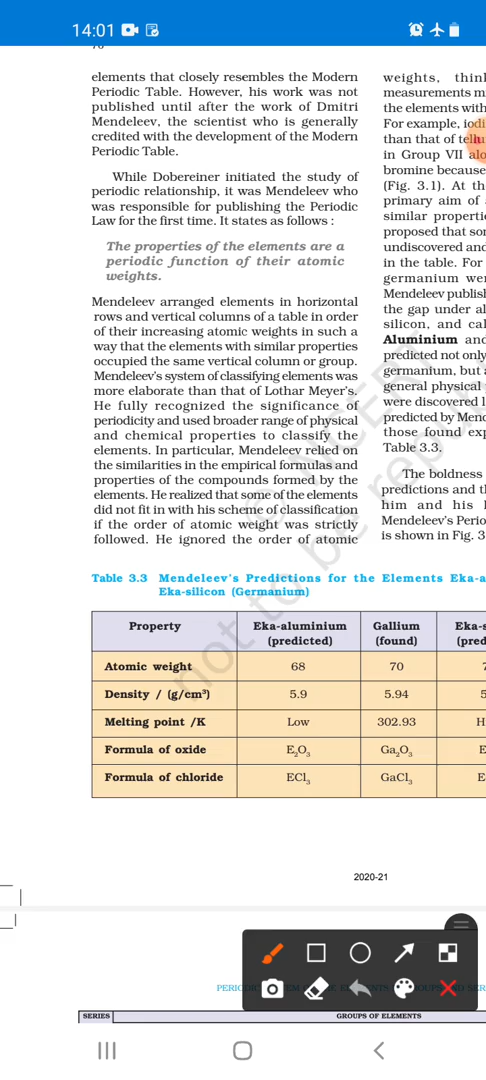 14:01
elements that closely resembles the Modern
Periodic Table. However, his work was not
published until after the work of Dmitri
Mendeleev, the scientist who is generally
credited with the development of the Modern
Periodic Table.
While Dobereiner initiated the study of
periodic relationship, it was Mendeleev who
was responsible for publishing the Periodic
Law for the first time. It states as follows :
The properties of the elements are a
periodic function of their atomic
weights.
Mendeleev arranged elements in horizontal
rows and vertical columns of a table in order
of their increasing atomic weights in such a
way that the elements with similar properties
occupied the same vertical column or group.
Mendeleev's system of classifying elements was
more elaborate than that of Lothar Meyer's.
He fully recognized the significance of
periodicity and used broader range of physical
and chemical properties to classify the
elements. In particular, Mendeleev relied on
the similarities in the empirical formulas and
properties of the compounds formed by the
elements. He realized that some of the elements
did not fit in with his scheme of classification
if the order of atomic weight was strictly
followed. He ignored the order of atomic
weights, thin
measurements m
the elements with
For example, iod
than that of tellu
in Group VII alo
bromine because
(Fig. 3.1). At th
primary aim of
similar properti
proposed that so
undiscovered and
in the table. For
germanium wer
Mendeleev publis
the gap under al
silicon, and cal
Aluminium and
predicted not only
germanium, but
general physical
were discovered l
predicted by Mend
those found exp
Table 3.3.
The boldness
predictions and th
him and his
Mendeleev's Perio
is shown in Fig. 3
Table 3.3 Mendeleev's Predictions for the Elements Eka-a
Eka-silicon (Germanium)
Property Eka-aluminium (predicted) Gallium (found) Eka-s (pred
Atomic weight 68 70
Density / (g/cm³) 5.9 5.94 5
Melting point /K Low 302.93 H
Formula of oxide E₂O₃ Ga₂O₃ E
Formula of chloride ECl₃ GaCl₃ E
© NCERT
not to be repub
2020-21
SERIES GROUPS OF ELEMENTS